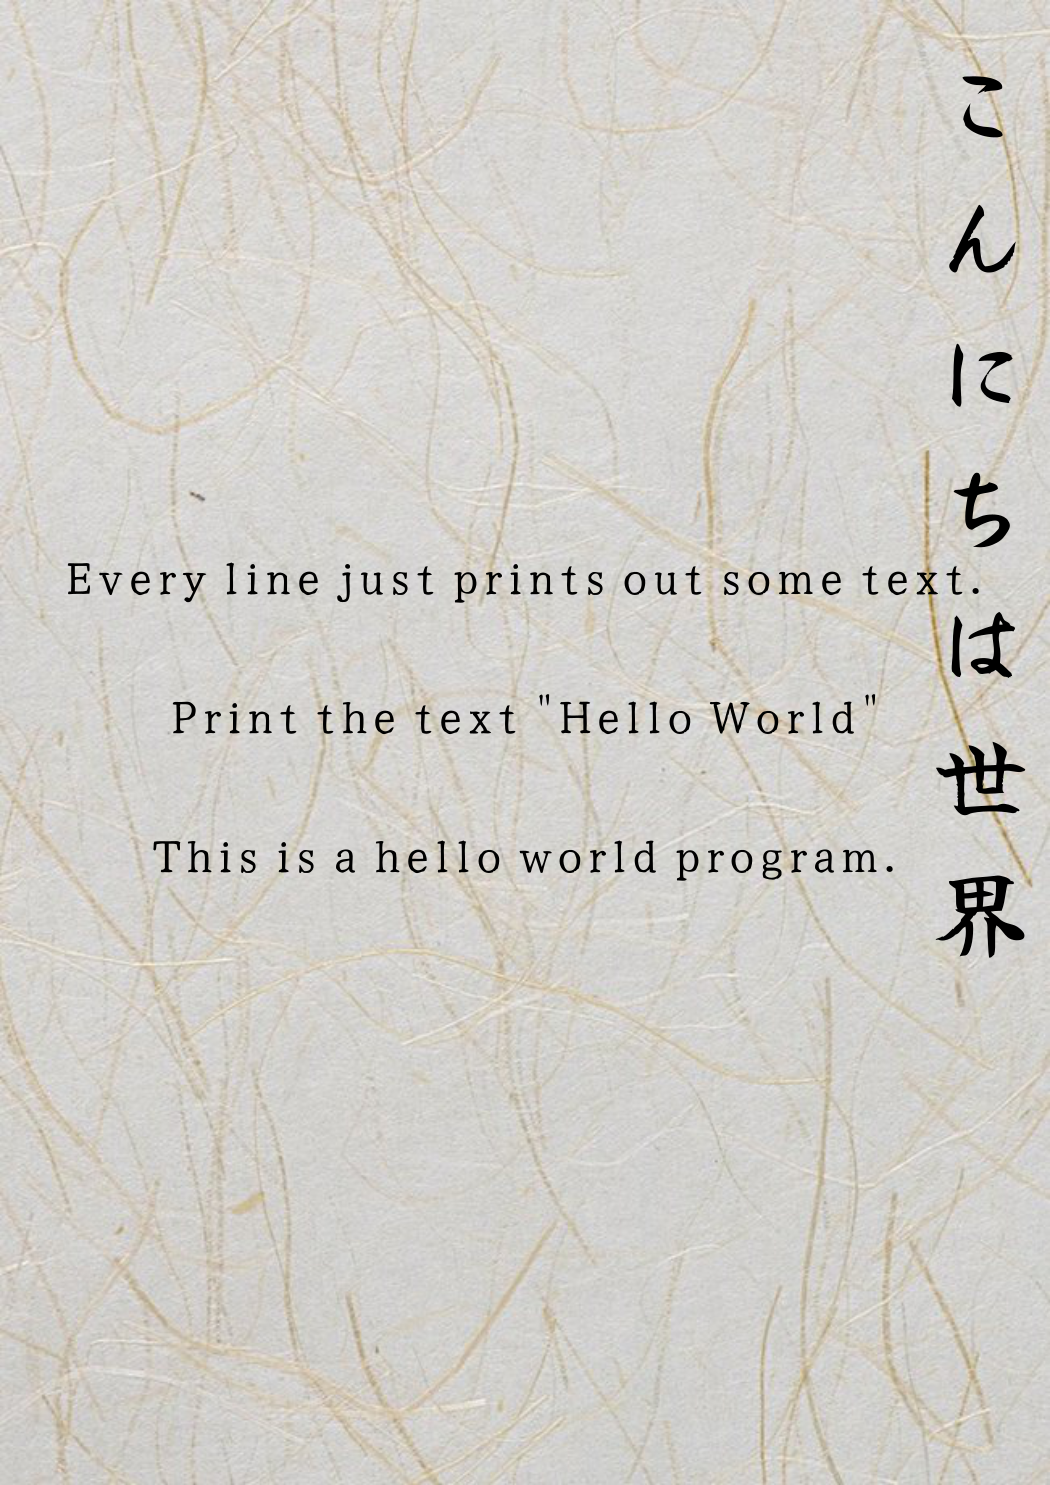 こんにちは世界
Every line just prints out some text.
Print the text "Hello World"
This is a hello world program.